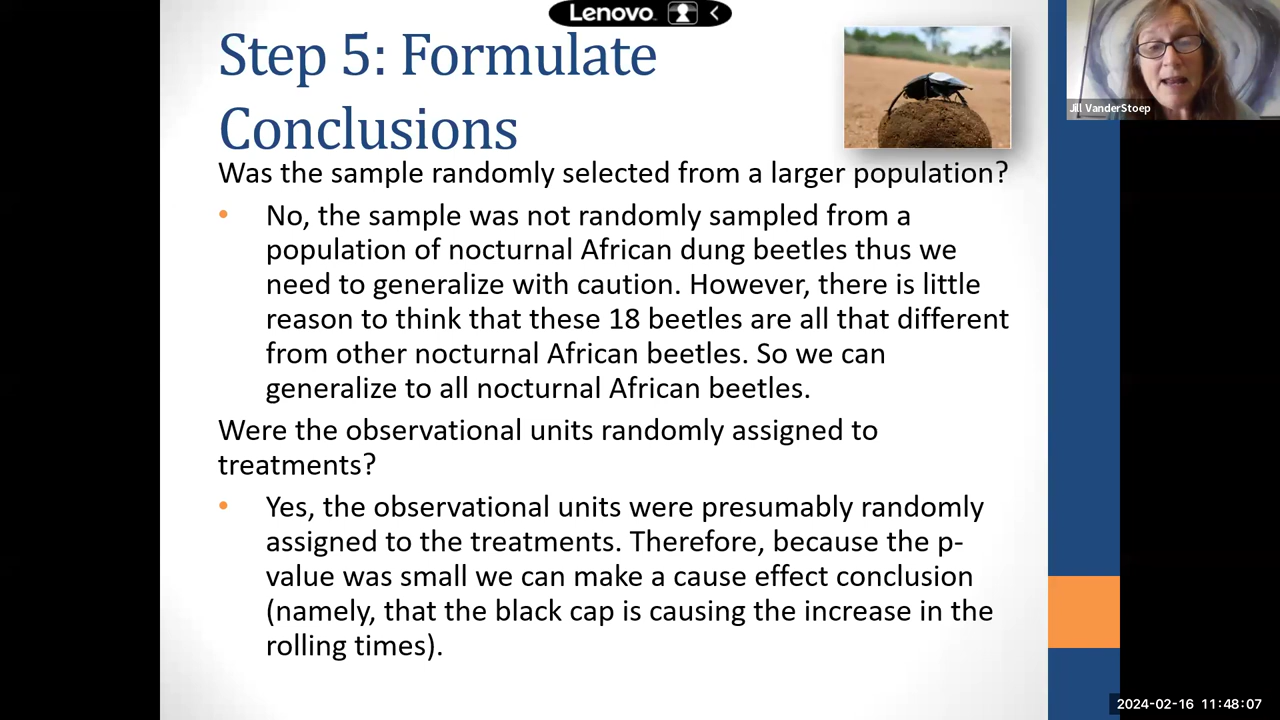 Lenovo
Step 5: Formulate
Conclusions
Jill VanderStoep
Was the sample randomly selected from a larger population?
• No, the sample was not randomly sampled from a
population of nocturnal African dung beetles thus we
need to generalize with caution. However, there is little
reason to think that these 18 beetles are all that different
from other nocturnal African beetles. So we can
generalize to all nocturnal African beetles.
Were the observational units randomly assigned to
treatments?
• Yes, the observational units were presumably randomly
assigned to the treatments. Therefore, because the p-
value was small we can make a cause effect conclusion
(namely, that the black cap is causing the increase in the
rolling times).
2024-02-16 11:48:07